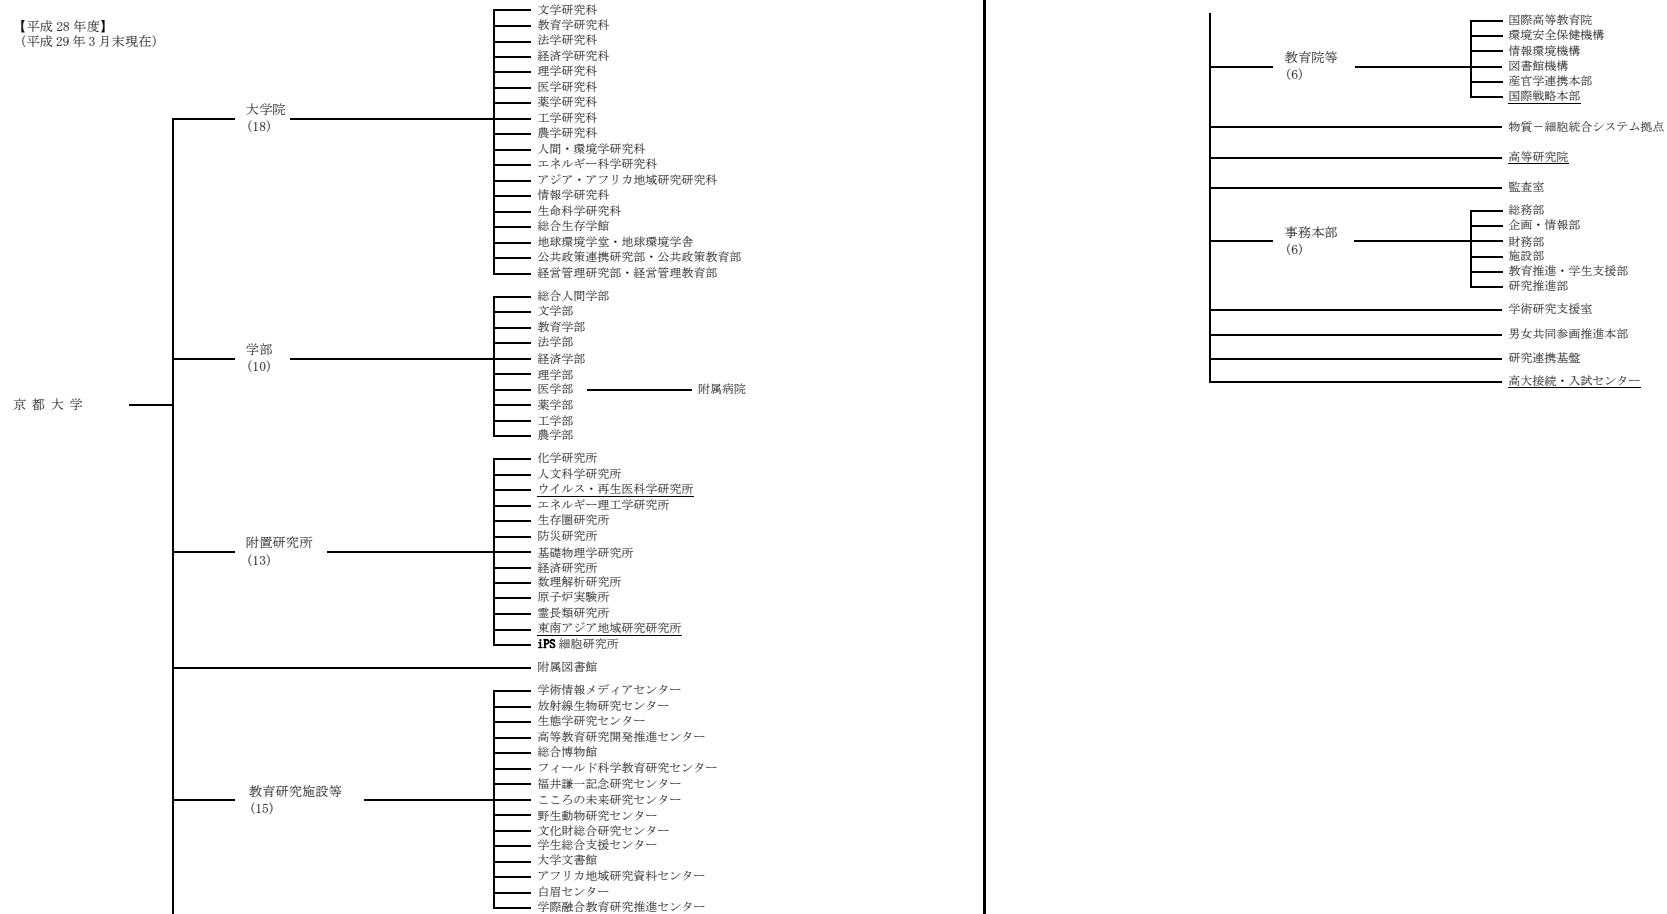 【平成 28 年度】
（平成 29 年 3 月末現在）
京 都 大 学
大学院
(18)
文学研究科
教育学研究科
法学研究科
経済学研究科
理学研究科
医学研究科
薬学研究科
工学研究科
農学研究科
人間・環境学研究科
エネルギー科学研究科
アジア・アフリカ地域研究研究科
情報学研究科
生命科学研究科
総合生存学館
地球環境学堂・地球環境学舎
公共政策連携研究部・公共政策教育部
経営管理研究部・経営管理教育部
学部
(10)
総合人間学部
文学部
教育学部
法学部
経済学部
理学部
医学部
附属病院
薬学部
工学部
農学部
附置研究所
(13)
化学研究所
人文科学研究所
ウイルス・再生医科学研究所
エネルギー理工学研究所
生存圏研究所
防災研究所
基礎物理学研究所
経済研究所
数理解析研究所
原子炉実験所
霊長類研究所
東南アジア地域研究研究所
iPS 細胞研究所
附属図書館
教育研究施設等
(15)
学術情報メディアセンター
放射線生物研究センター
生態学研究センター
高等教育研究開発推進センター
総合博物館
フィールド科学教育研究センター
福井謙一記念研究センター
こころの未来研究センター
野生動物研究センター
文化財総合研究センター
学生総合支援センター
大学文書館
アフリカ地域研究資料センター
白眉センター
学際融合教育研究推進センター
教育院等
(6)
国際高等教育院
環境安全保健機構
情報環境機構
図書館機構
産官学連携本部
国際戦略本部
物質－細胞統合システム拠点
高等研究院
監査室
事務本部
(6)
総務部
企画・情報部
財務部
施設部
教育推進・学生支援部
研究推進部
学術研究支援室
男女共同参画推進本部
研究連携基盤
高大接続・入試センター